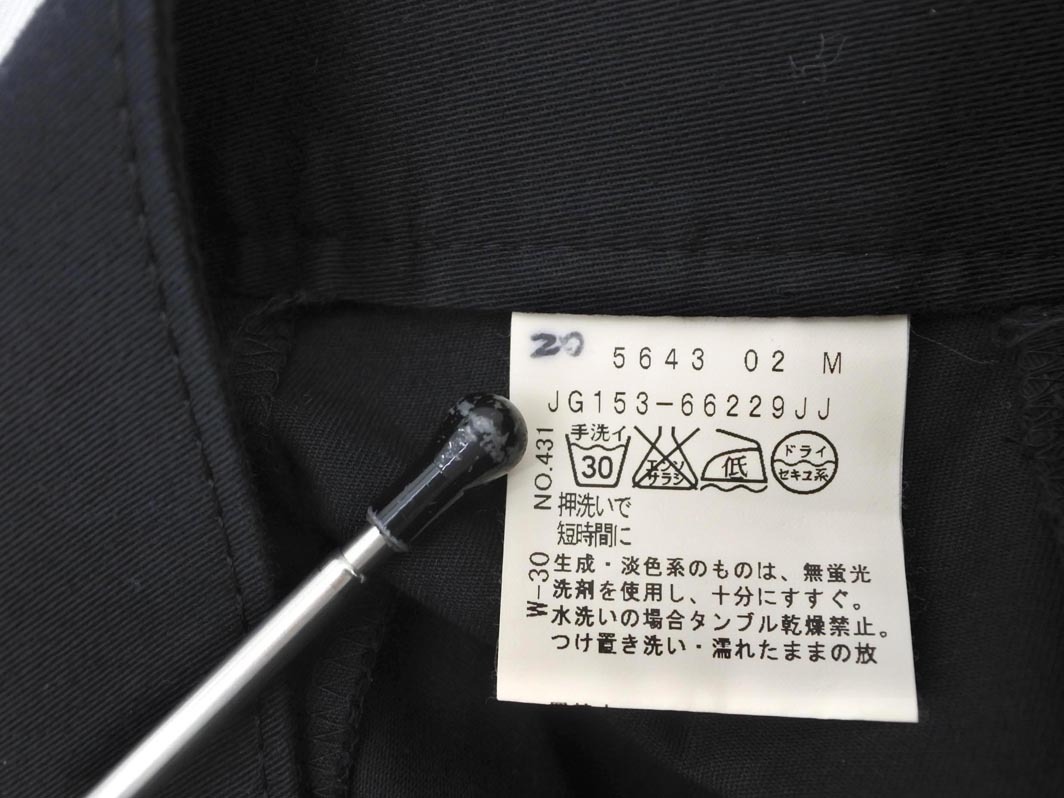 20 5643 02 M
JG153-66229JJ
NO.431
手洗イ
30
エンソ
サラシ
低
ドライ
セキユ系
押洗いで
短時間に
W-30
生成・淡色系のものは、無蛍光
洗剤を使用し、十分にすすぐ。
水洗いの場合タンブル乾燥禁止。
つけ置き洗い・濡れたままの放